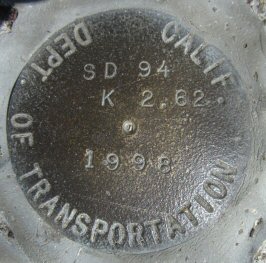 CALIF. DEPT. OF TRANSPORTATION
SD 94
K 2.62
1998